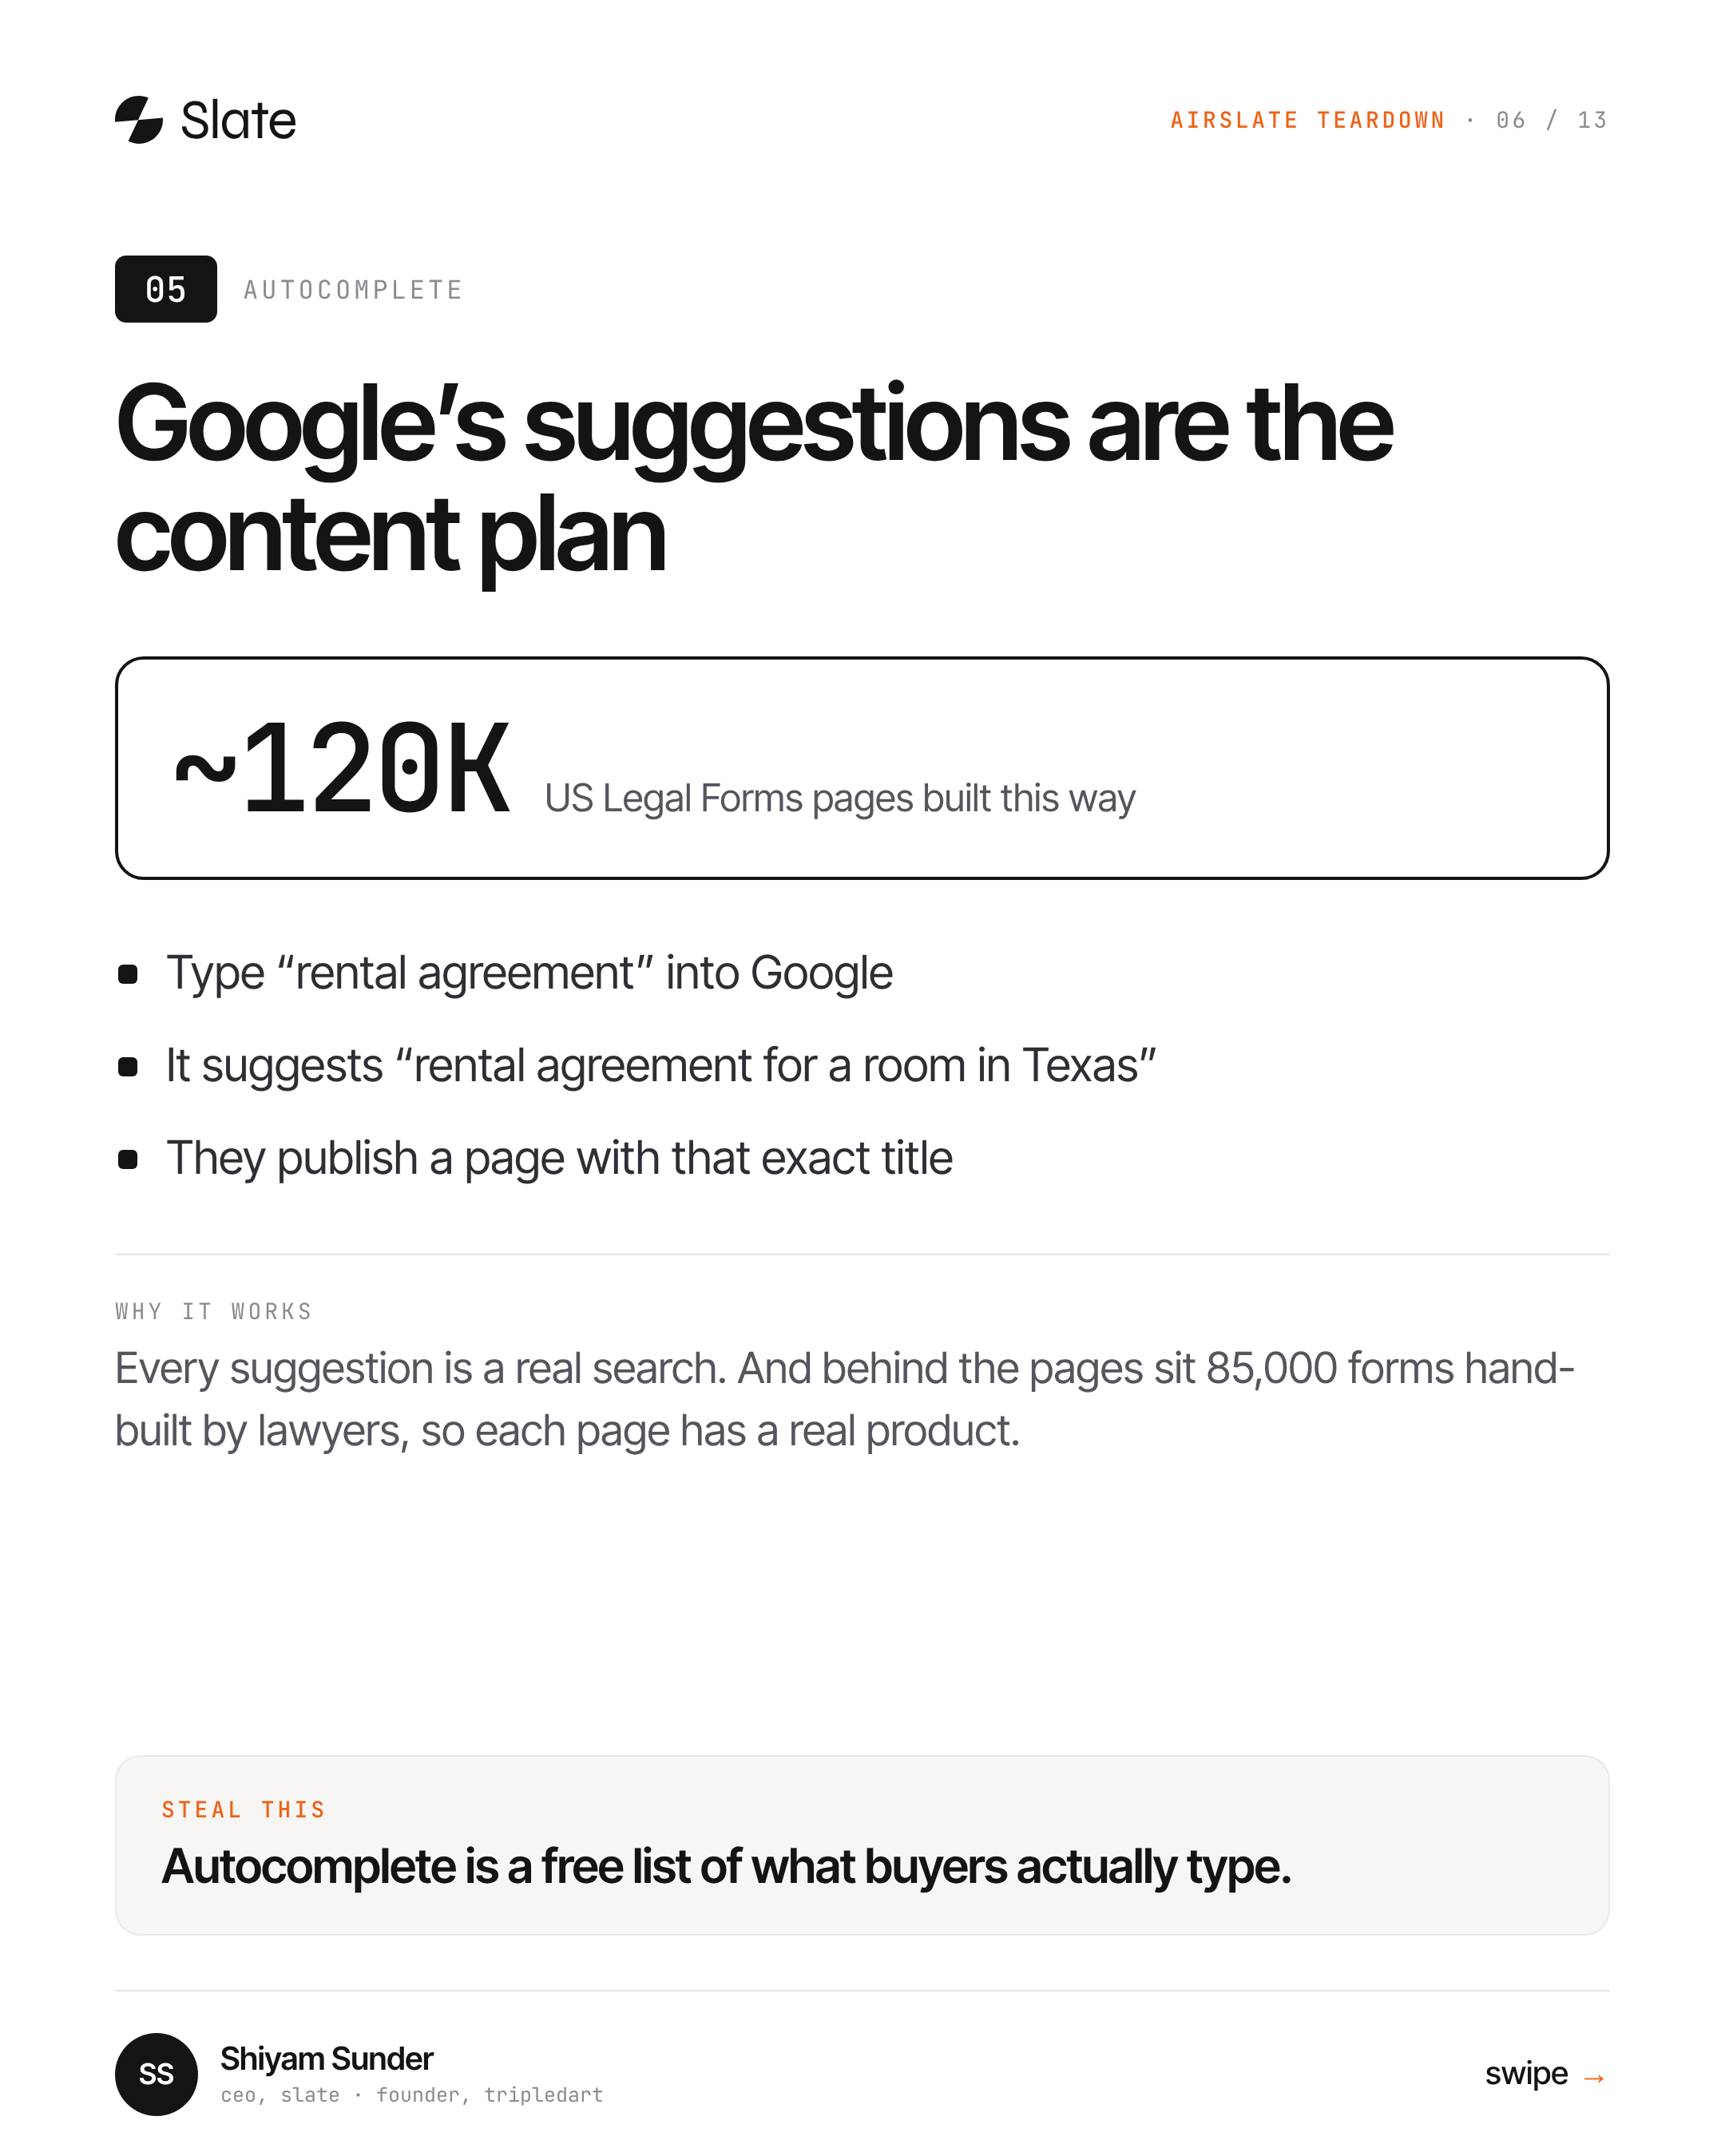 Slate
AIRSLATE TEARDOWN · 06 / 13
05 AUTOCOMPLETE
Google’s suggestions are the
content plan
~120K US Legal Forms pages built this way
Type “rental agreement” into Google
It suggests “rental agreement for a room in Texas”
They publish a page with that exact title
WHY IT WORKS
Every suggestion is a real search. And behind the pages sit 85,000 forms hand-
built by lawyers, so each page has a real product.
STEAL THIS
Autocomplete is a free list of what buyers actually type.
SS
Shiyam Sunder
ceo, slate · founder, tripledart
swipe →